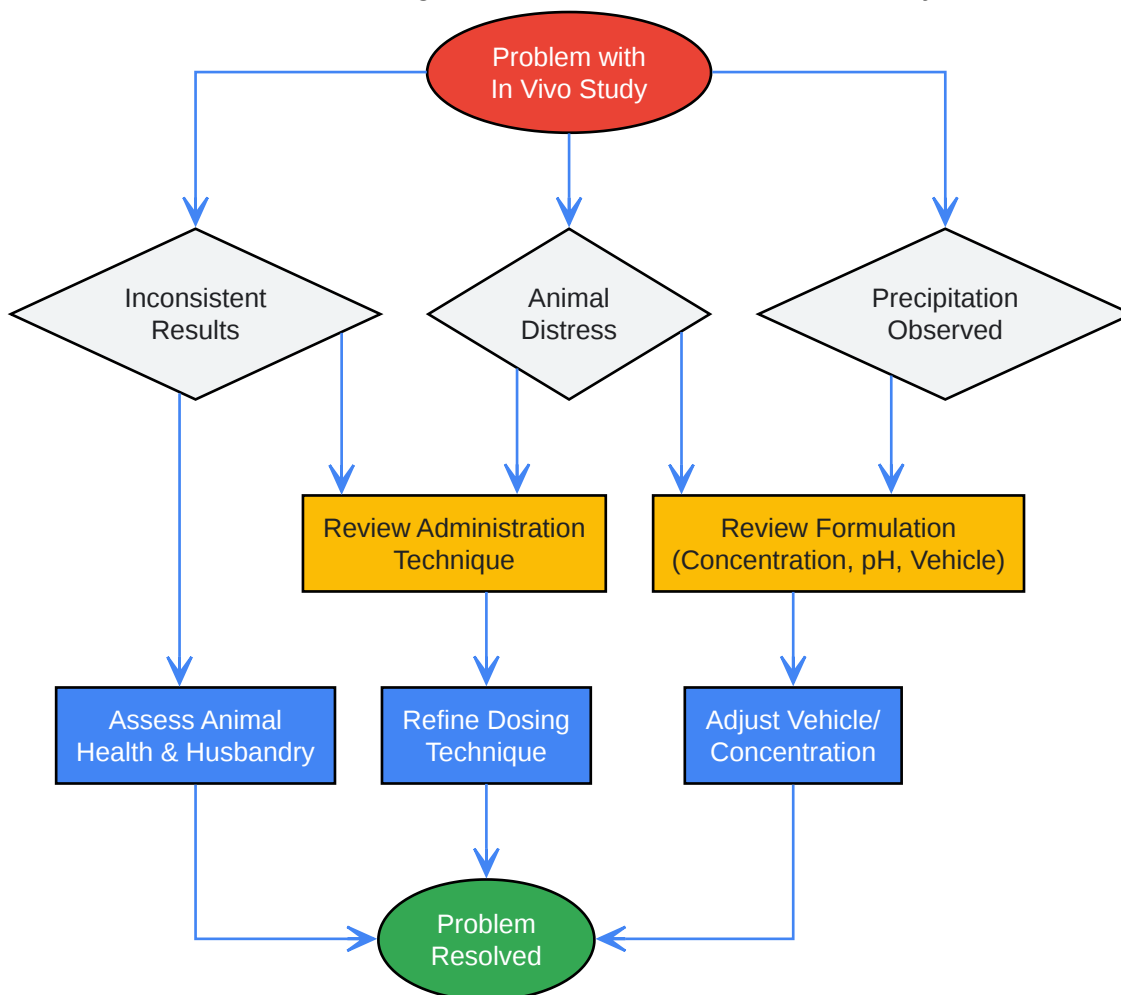 Problem with
In Vivo Study
Inconsistent
Results
Animal
Distress
Precipitation
Observed
Review Administration
Technique
Review Formulation
(Concentration, pH, Vehicle)
Assess Animal
Health & Husbandry
Refine Dosing
Technique
Adjust Vehicle/
Concentration
Problem
Resolved